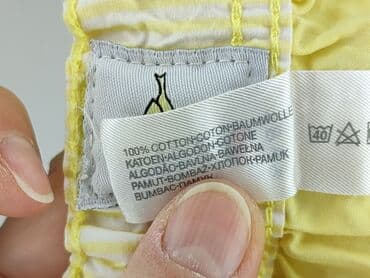 100% COTTON-COTON-BAUMWOLLE
KATOEN-ALGODON-COTONE
ALGODÃO-BAVLNA-BAWEŁNA
PAMUT-BOMBAŽ-ХЛОПОК-PAMUK
BUMBAC-ПАМУК
40